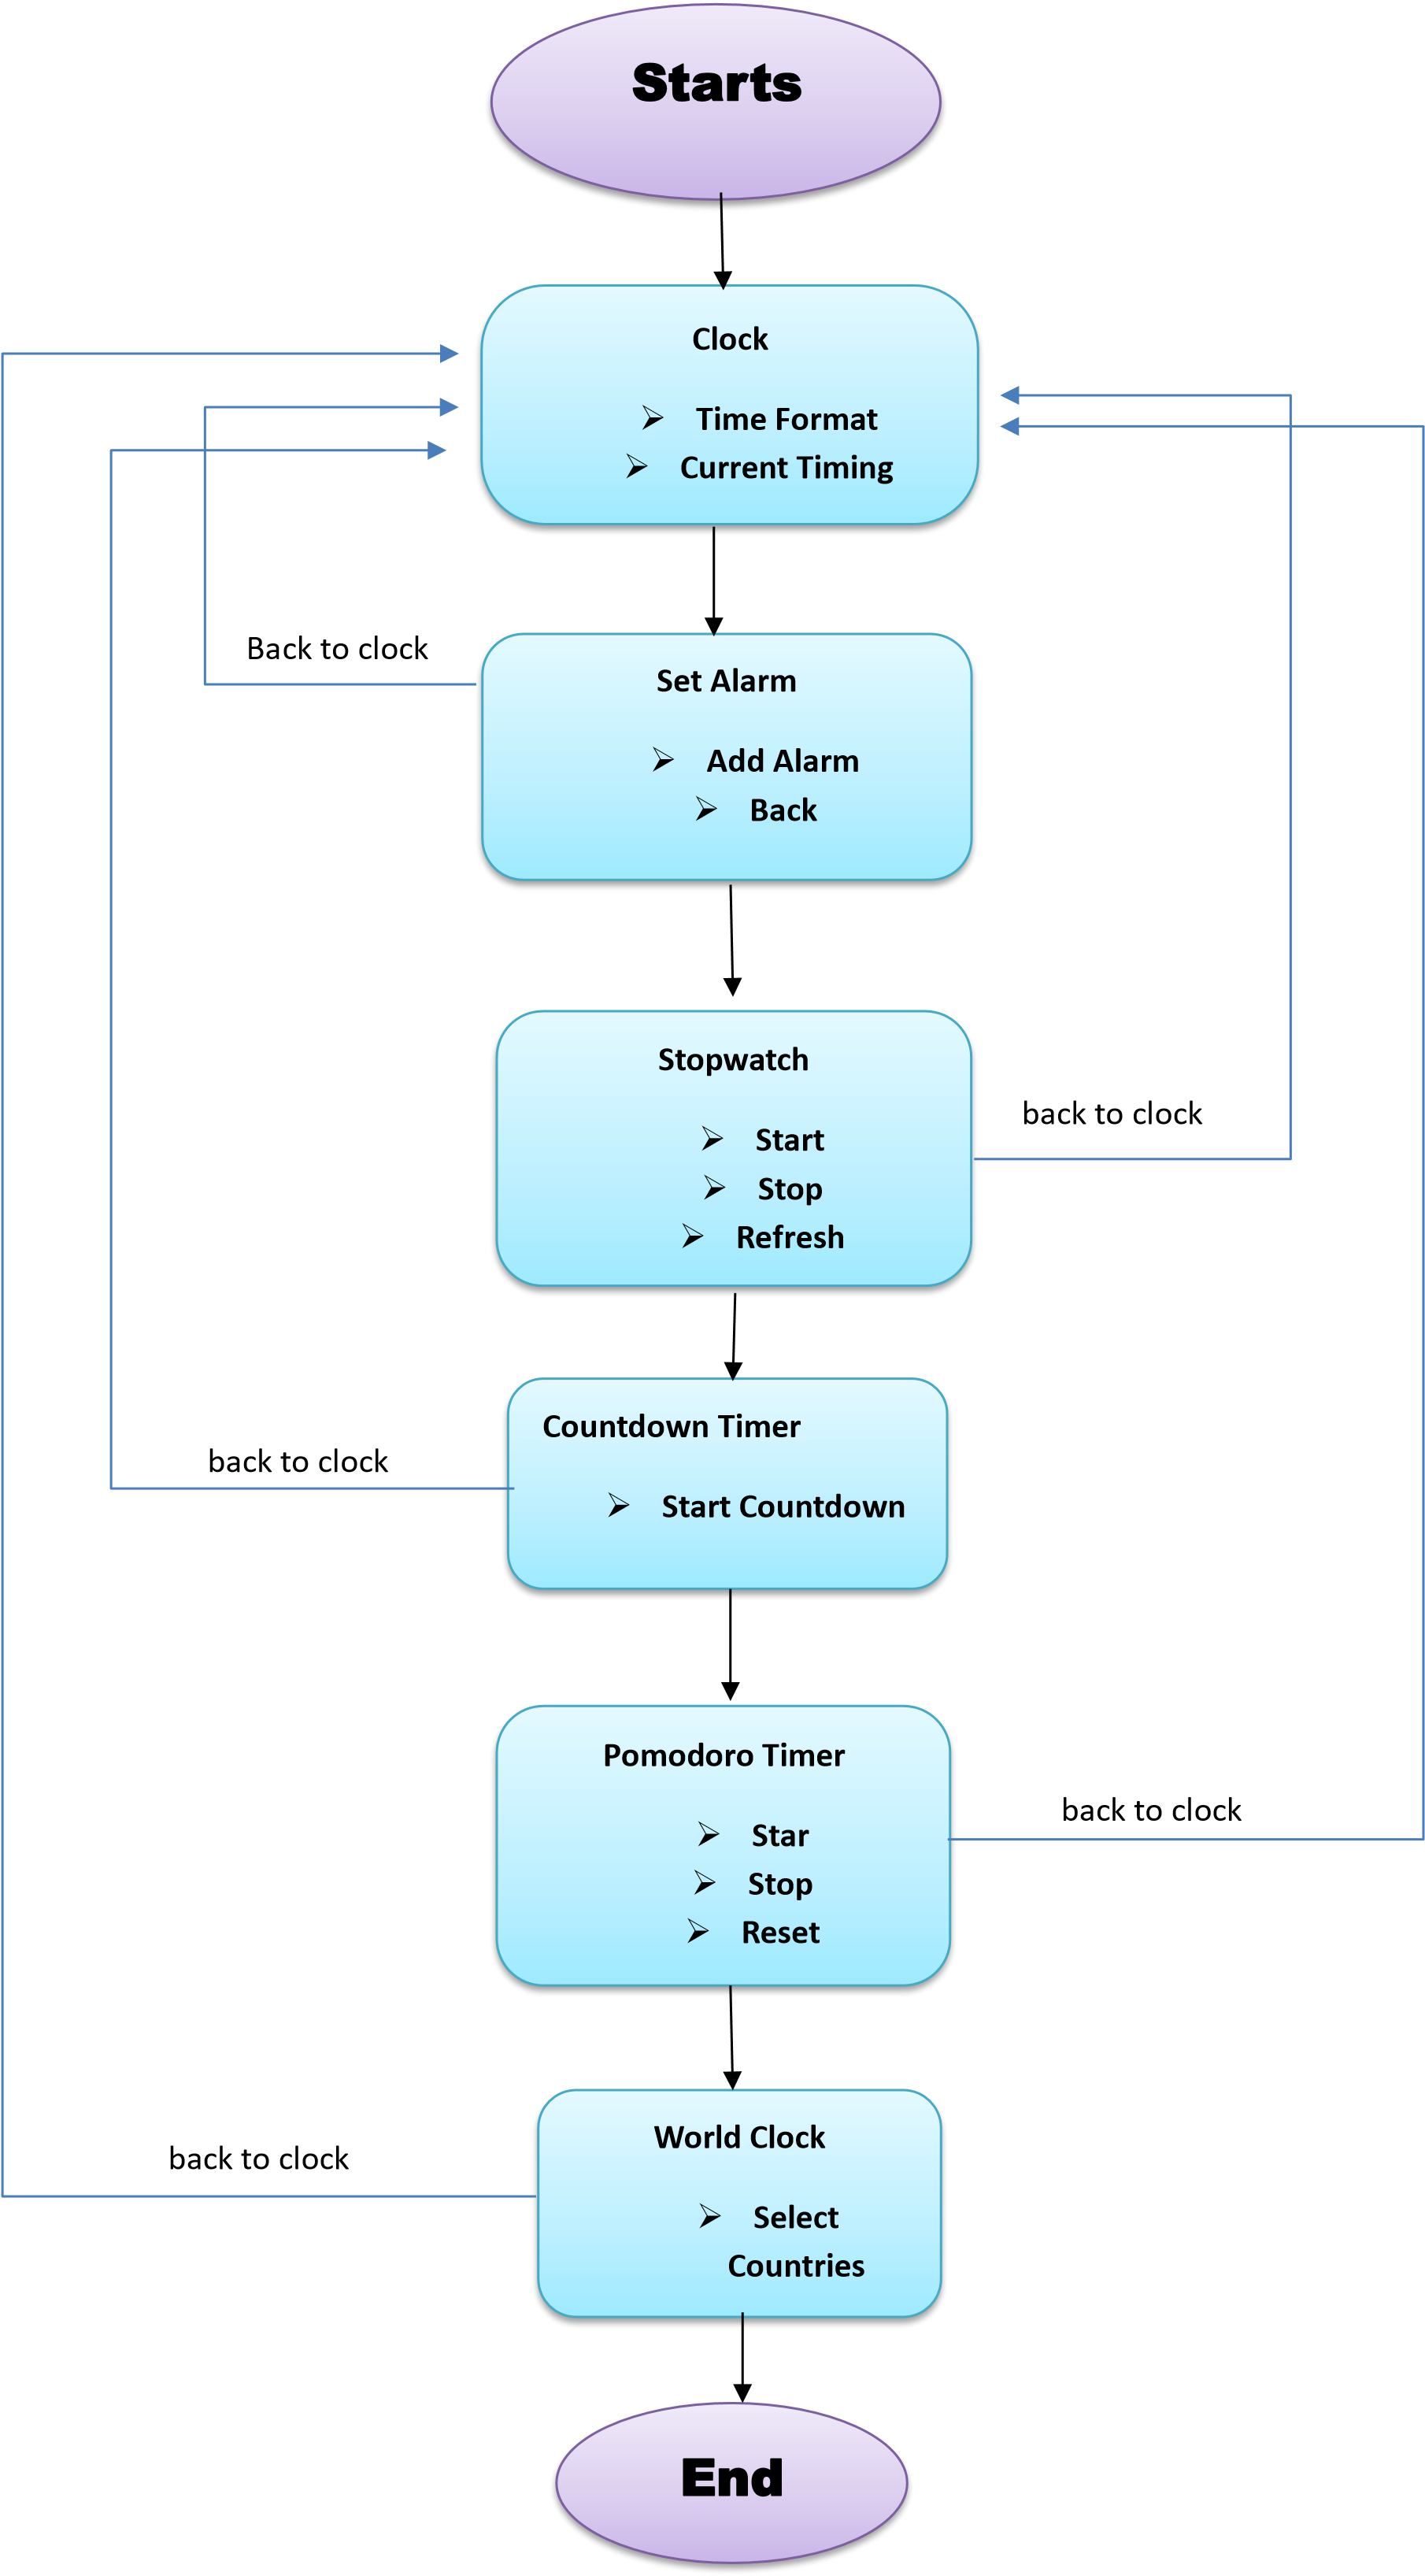 Starts
Clock
➢ Time Format
➢ Current Timing
Back to clock
Set Alarm
➢ Add Alarm
➢ Back
Stopwatch
back to clock
➢ Start
➢ Stop
➢ Refresh
Countdown Timer
back to clock
➢ Start Countdown
Pomodoro Timer
back to clock
➢ Star
➢ Stop
➢ Reset
World Clock
back to clock
➢ Select
Countries
End